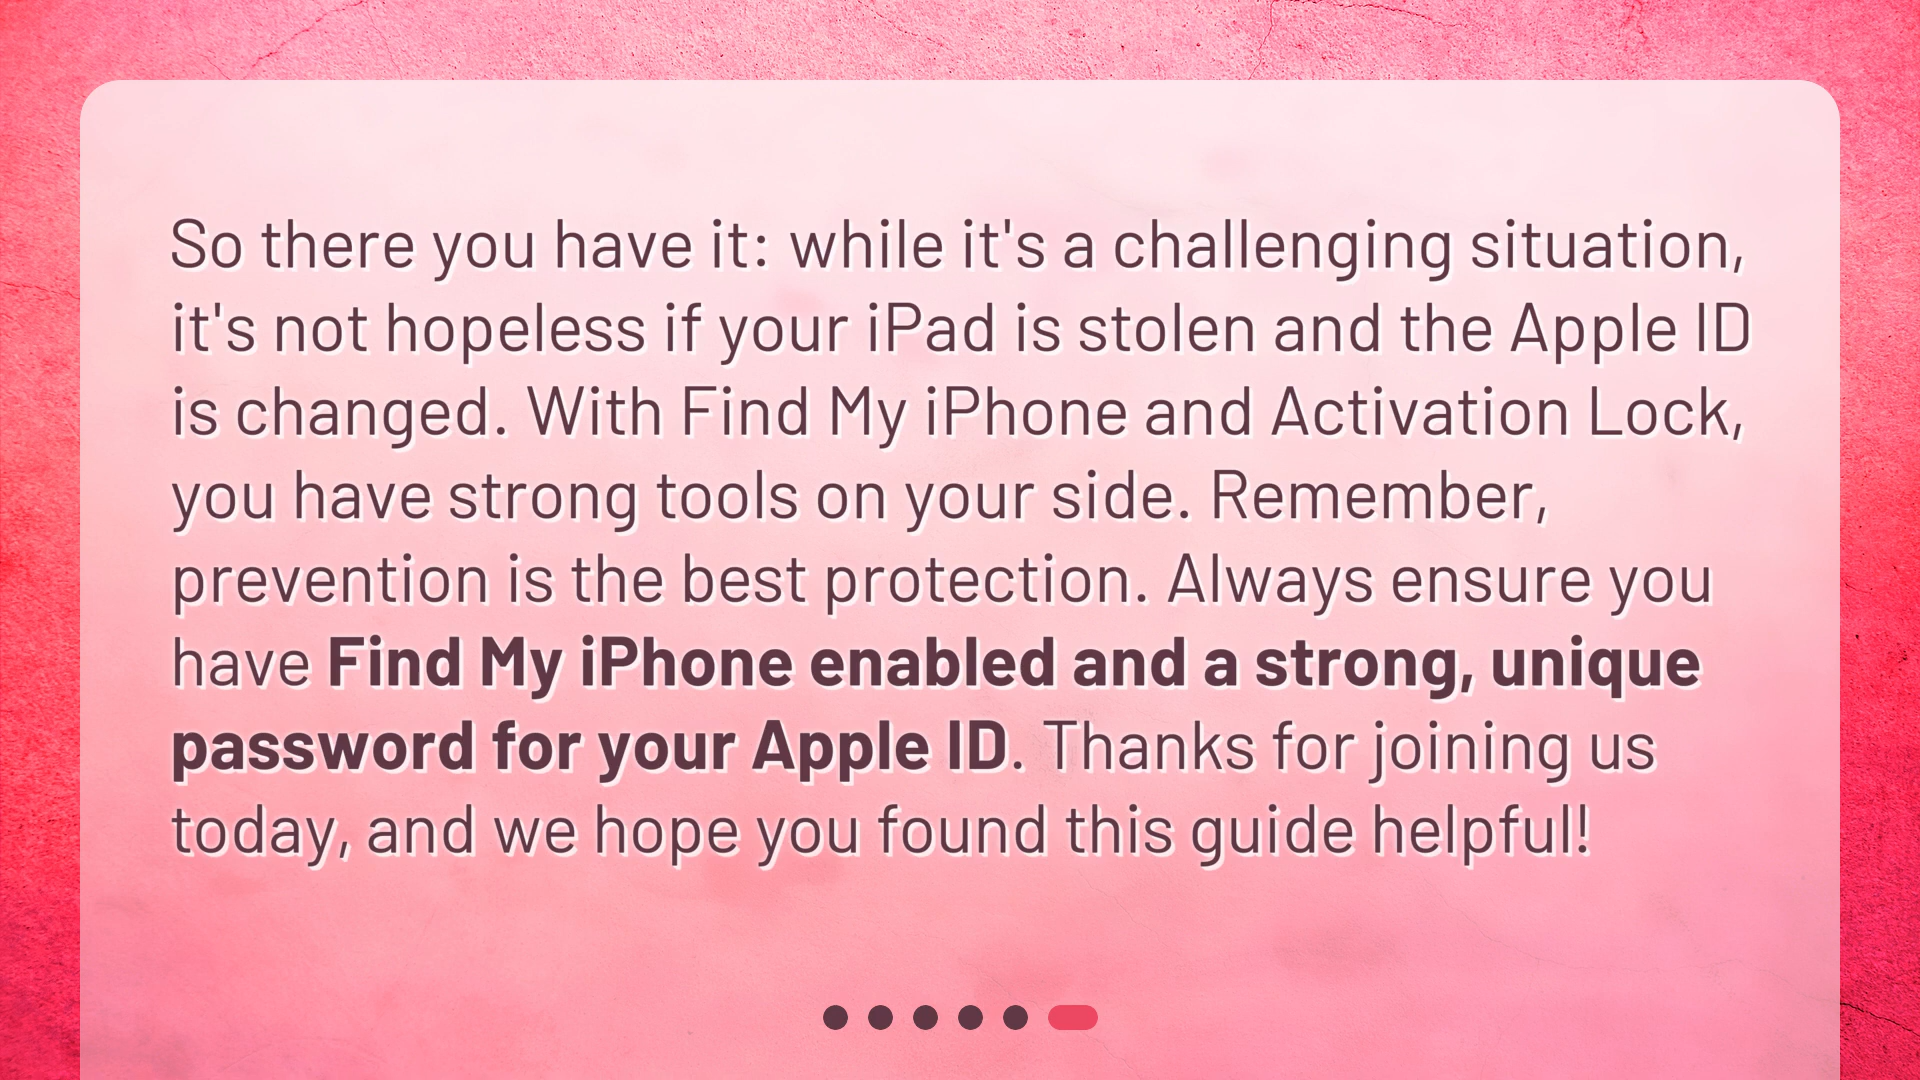 So there you have it: while it's a challenging situation,
it's not hopeless if your iPad is stolen and the Apple ID
is changed. With Find My iPhone and Activation Lock,
you have strong tools on your side. Remember,
prevention is the best protection. Always ensure you
have Find My iPhone enabled and a strong, unique
password for your Apple ID. Thanks for joining us
today, and we hope you found this guide helpful!